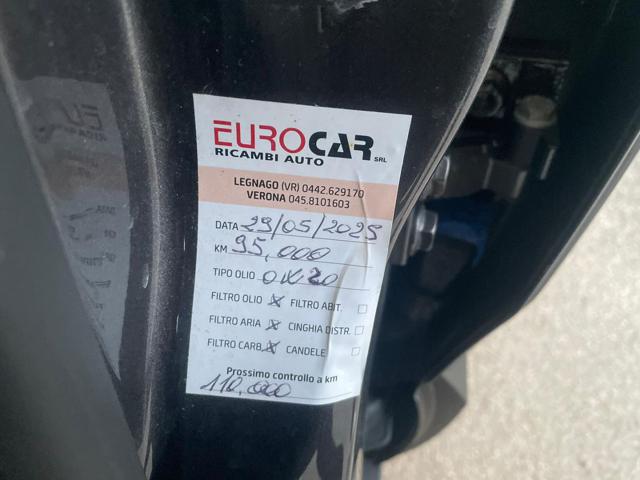 EUROCAR SRL
RICAMBI AUTO
LEGNAGO (VR) 0442.629170
VERONA 045.8101603
DATA 29/05/2025
KM 95.000
TIPO OLIO 0W20
FILTRO OLIO FILTRO ABIT.
FILTRO ARIA CINGHIA DISTR.
FILTRO CARB. CANDELE
Prossimo controllo a km
110.000